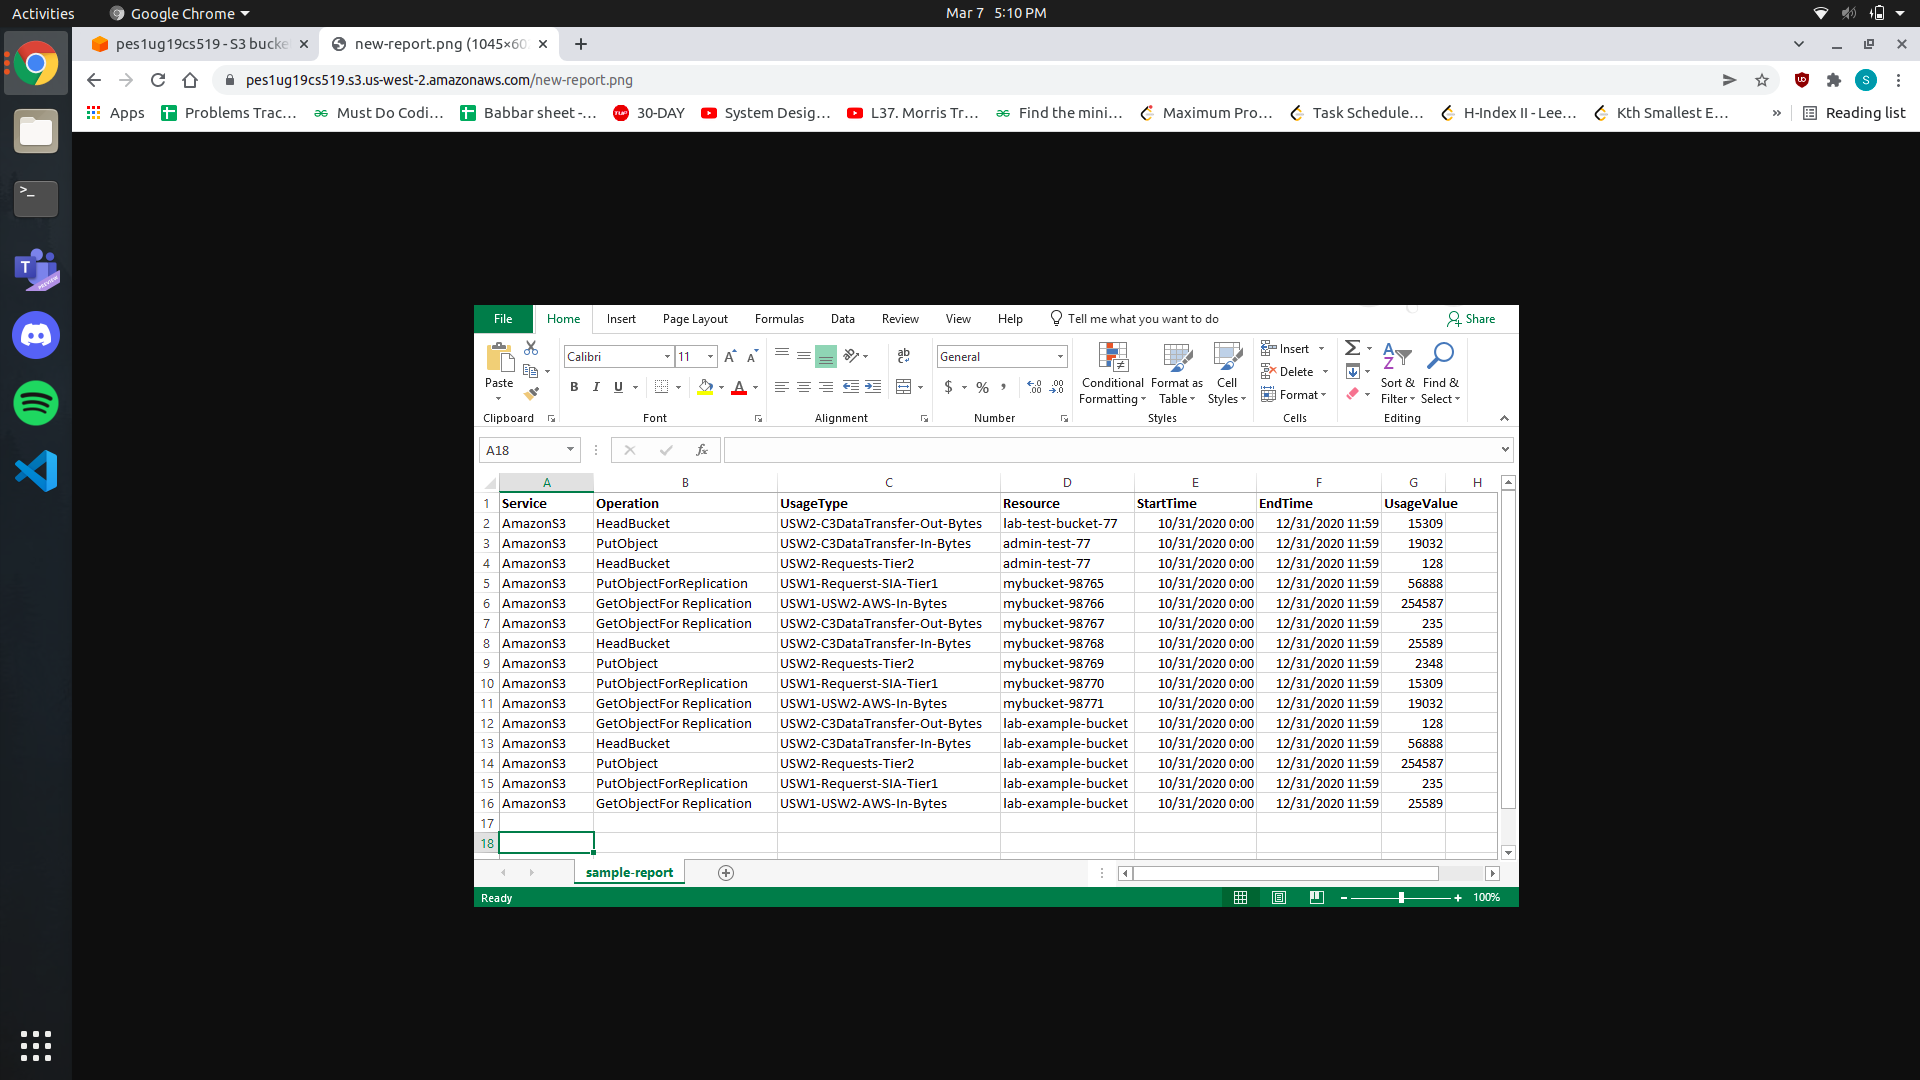 Activities Google Chrome Mar 7 5:10 PM
pes1ug19cs519 - S3 bucke new-report.png (1045×60
pes1ug19cs519.s3.us-west-2.amazonaws.com/new-report.png S
Apps Problems Trac... Must Do Codi... Babbar sheet -... 30-DAY System Desig... L37. Morris Tr... Find the mini... Maximum Pro... Task Schedule... H-Index II - Lee... Kth Smallest E... » Reading list
File Home Insert Page Layout Formulas Data Review View Help Tell me what you want to do Share
Paste Calibri 11 A A ab General Conditional Formatting Format as Table Cell Styles Insert Delete Format Sort & Filter Find & Select
B I U A $ % , .00 .00
Clipboard Font Alignment Number Styles Cells Editing
A18 fx
A B C D E F G H
1 Service Operation UsageType Resource StartTime EndTime UsageValue
2 AmazonS3 HeadBucket USW2-C3DataTransfer-Out-Bytes lab-test-bucket-77 10/31/2020 0:00 12/31/2020 11:59 15309
3 AmazonS3 PutObject USW2-C3DataTransfer-In-Bytes admin-test-77 10/31/2020 0:00 12/31/2020 11:59 19032
4 AmazonS3 HeadBucket USW2-Requests-Tier2 admin-test-77 10/31/2020 0:00 12/31/2020 11:59 128
5 AmazonS3 PutObjectForReplication USW1-Requerst-SIA-Tier1 mybucket-98765 10/31/2020 0:00 12/31/2020 11:59 56888
6 AmazonS3 GetObjectFor Replication USW1-USW2-AWS-In-Bytes mybucket-98766 10/31/2020 0:00 12/31/2020 11:59 254587
7 AmazonS3 GetObjectFor Replication USW2-C3DataTransfer-Out-Bytes mybucket-98767 10/31/2020 0:00 12/31/2020 11:59 235
8 AmazonS3 HeadBucket USW2-C3DataTransfer-In-Bytes mybucket-98768 10/31/2020 0:00 12/31/2020 11:59 25589
9 AmazonS3 PutObject USW2-Requests-Tier2 mybucket-98769 10/31/2020 0:00 12/31/2020 11:59 2348
10 AmazonS3 PutObjectForReplication USW1-Requerst-SIA-Tier1 mybucket-98770 10/31/2020 0:00 12/31/2020 11:59 15309
11 AmazonS3 GetObjectFor Replication USW1-USW2-AWS-In-Bytes mybucket-98771 10/31/2020 0:00 12/31/2020 11:59 19032
12 AmazonS3 GetObjectFor Replication USW2-C3DataTransfer-Out-Bytes lab-example-bucket 10/31/2020 0:00 12/31/2020 11:59 128
13 AmazonS3 HeadBucket USW2-C3DataTransfer-In-Bytes lab-example-bucket 10/31/2020 0:00 12/31/2020 11:59 56888
14 AmazonS3 PutObject USW2-Requests-Tier2 lab-example-bucket 10/31/2020 0:00 12/31/2020 11:59 254587
15 AmazonS3 PutObjectForReplication USW1-Requerst-SIA-Tier1 lab-example-bucket 10/31/2020 0:00 12/31/2020 11:59 235
16 AmazonS3 GetObjectFor Replication USW1-USW2-AWS-In-Bytes lab-example-bucket 10/31/2020 0:00 12/31/2020 11:59 25589
17
18
sample-report
Ready 100%